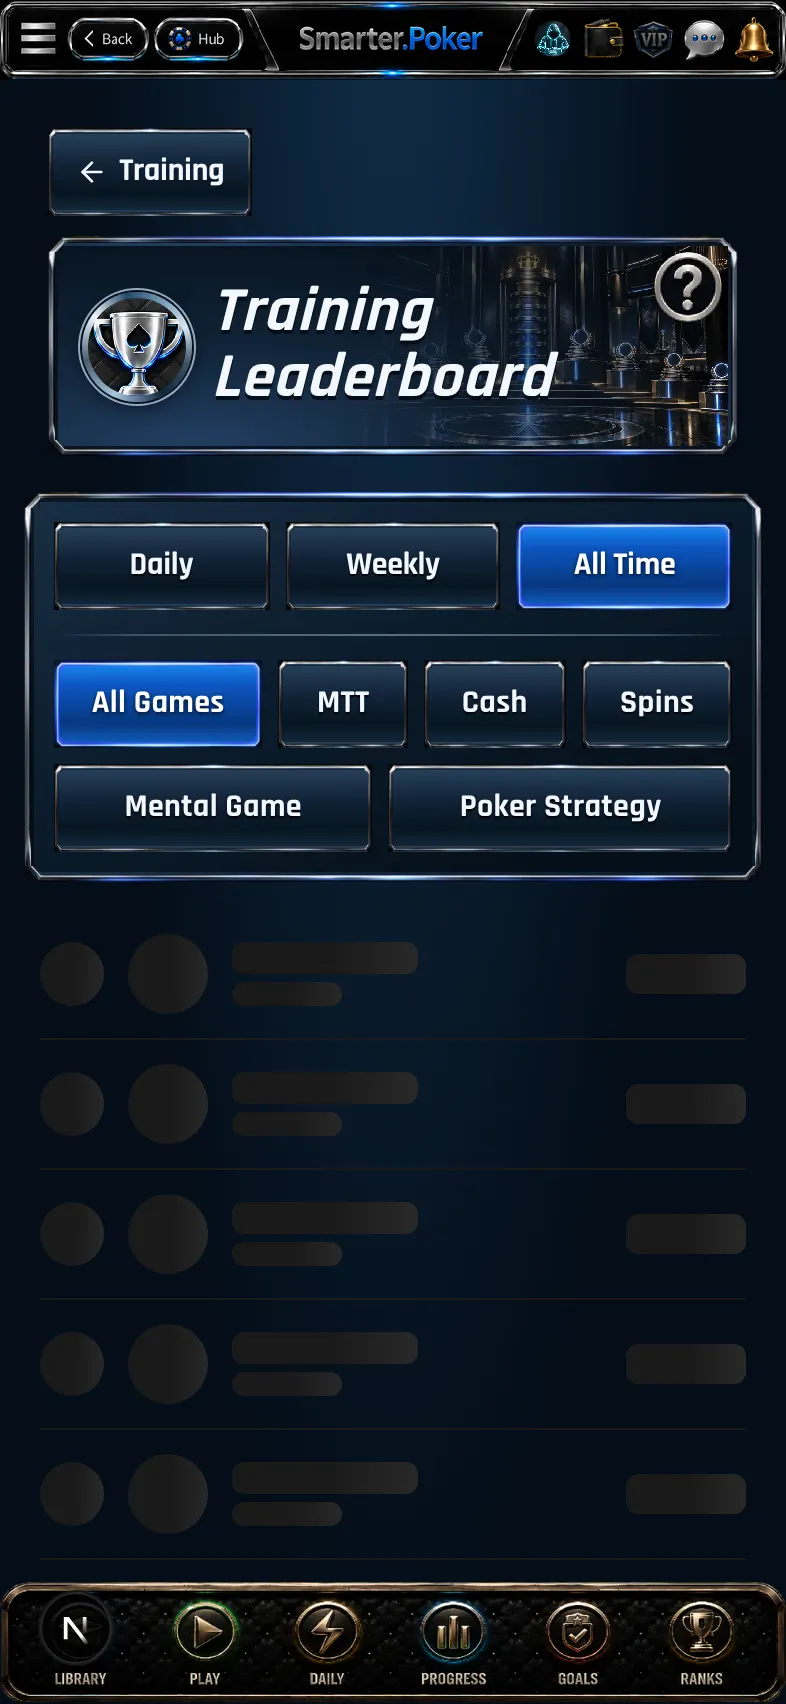 Back
Hub
Smarter.Poker
VIP
← Training
Training
Leaderboard
?
Daily
Weekly
All Time
All Games
MTT
Cash
Spins
Mental Game
Poker Strategy
N
LIBRARY
PLAY
DAILY
PROGRESS
GOALS
RANKS